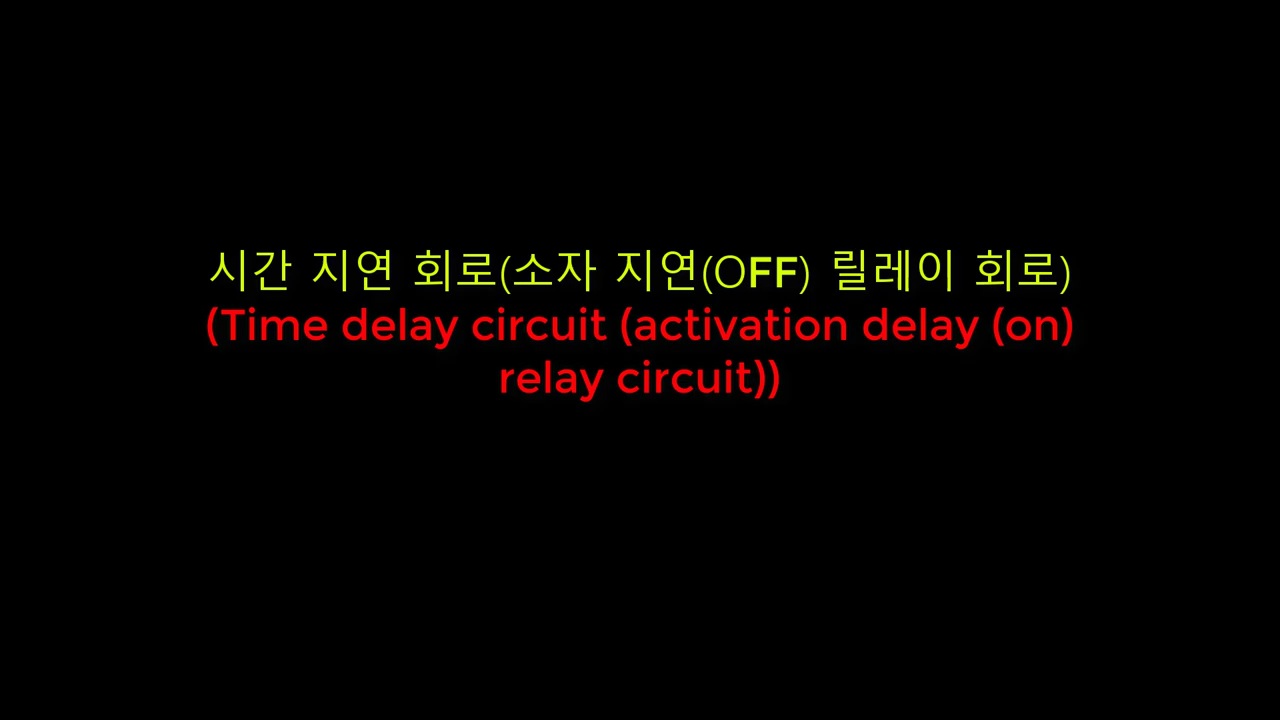 시간 지연 회로(소자 지연(OFF) 릴레이 회로)
(Time delay circuit (activation delay (on)
relay circuit))